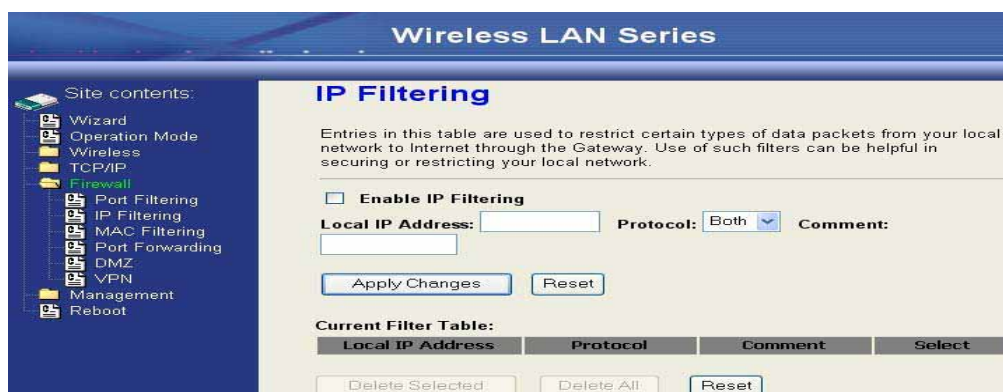 Wireless LAN Series
Site contents:
Wizard
Operation Mode
Wireless
TCP/IP
Firewall
Port Filtering
IP Filtering
MAC Filtering
Port Forwarding
DMZ
VPN
Management
Reboot
IP Filtering
Entries in this table are used to restrict certain types of data packets from your local
network to Internet through the Gateway. Use of such filters can be helpful in
securing or restricting your local network.
Enable IP Filtering
Local IP Address: Protocol: Both Comment:
Apply Changes Reset
Current Filter Table:
Local IP Address Protocol Comment Select
Delete Selected Delete All Reset